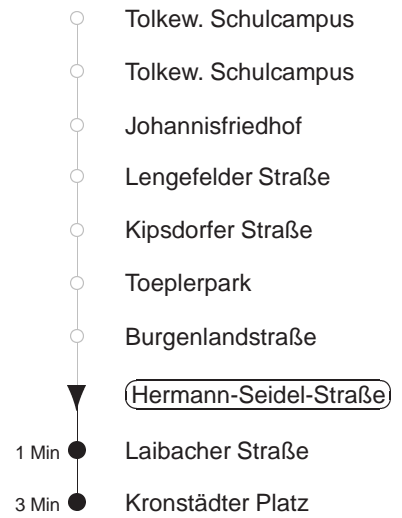 Tolkew. Schulcampus
Tolkew. Schulcampus
Johannisfriedhof
Lengefelder Straße
Kipsdorfer Straße
Toeplerpark
Burgenlandstraße
Hermann-Seidel-Straße
1 Min Laibacher Straße
3 Min Kronstädter Platz